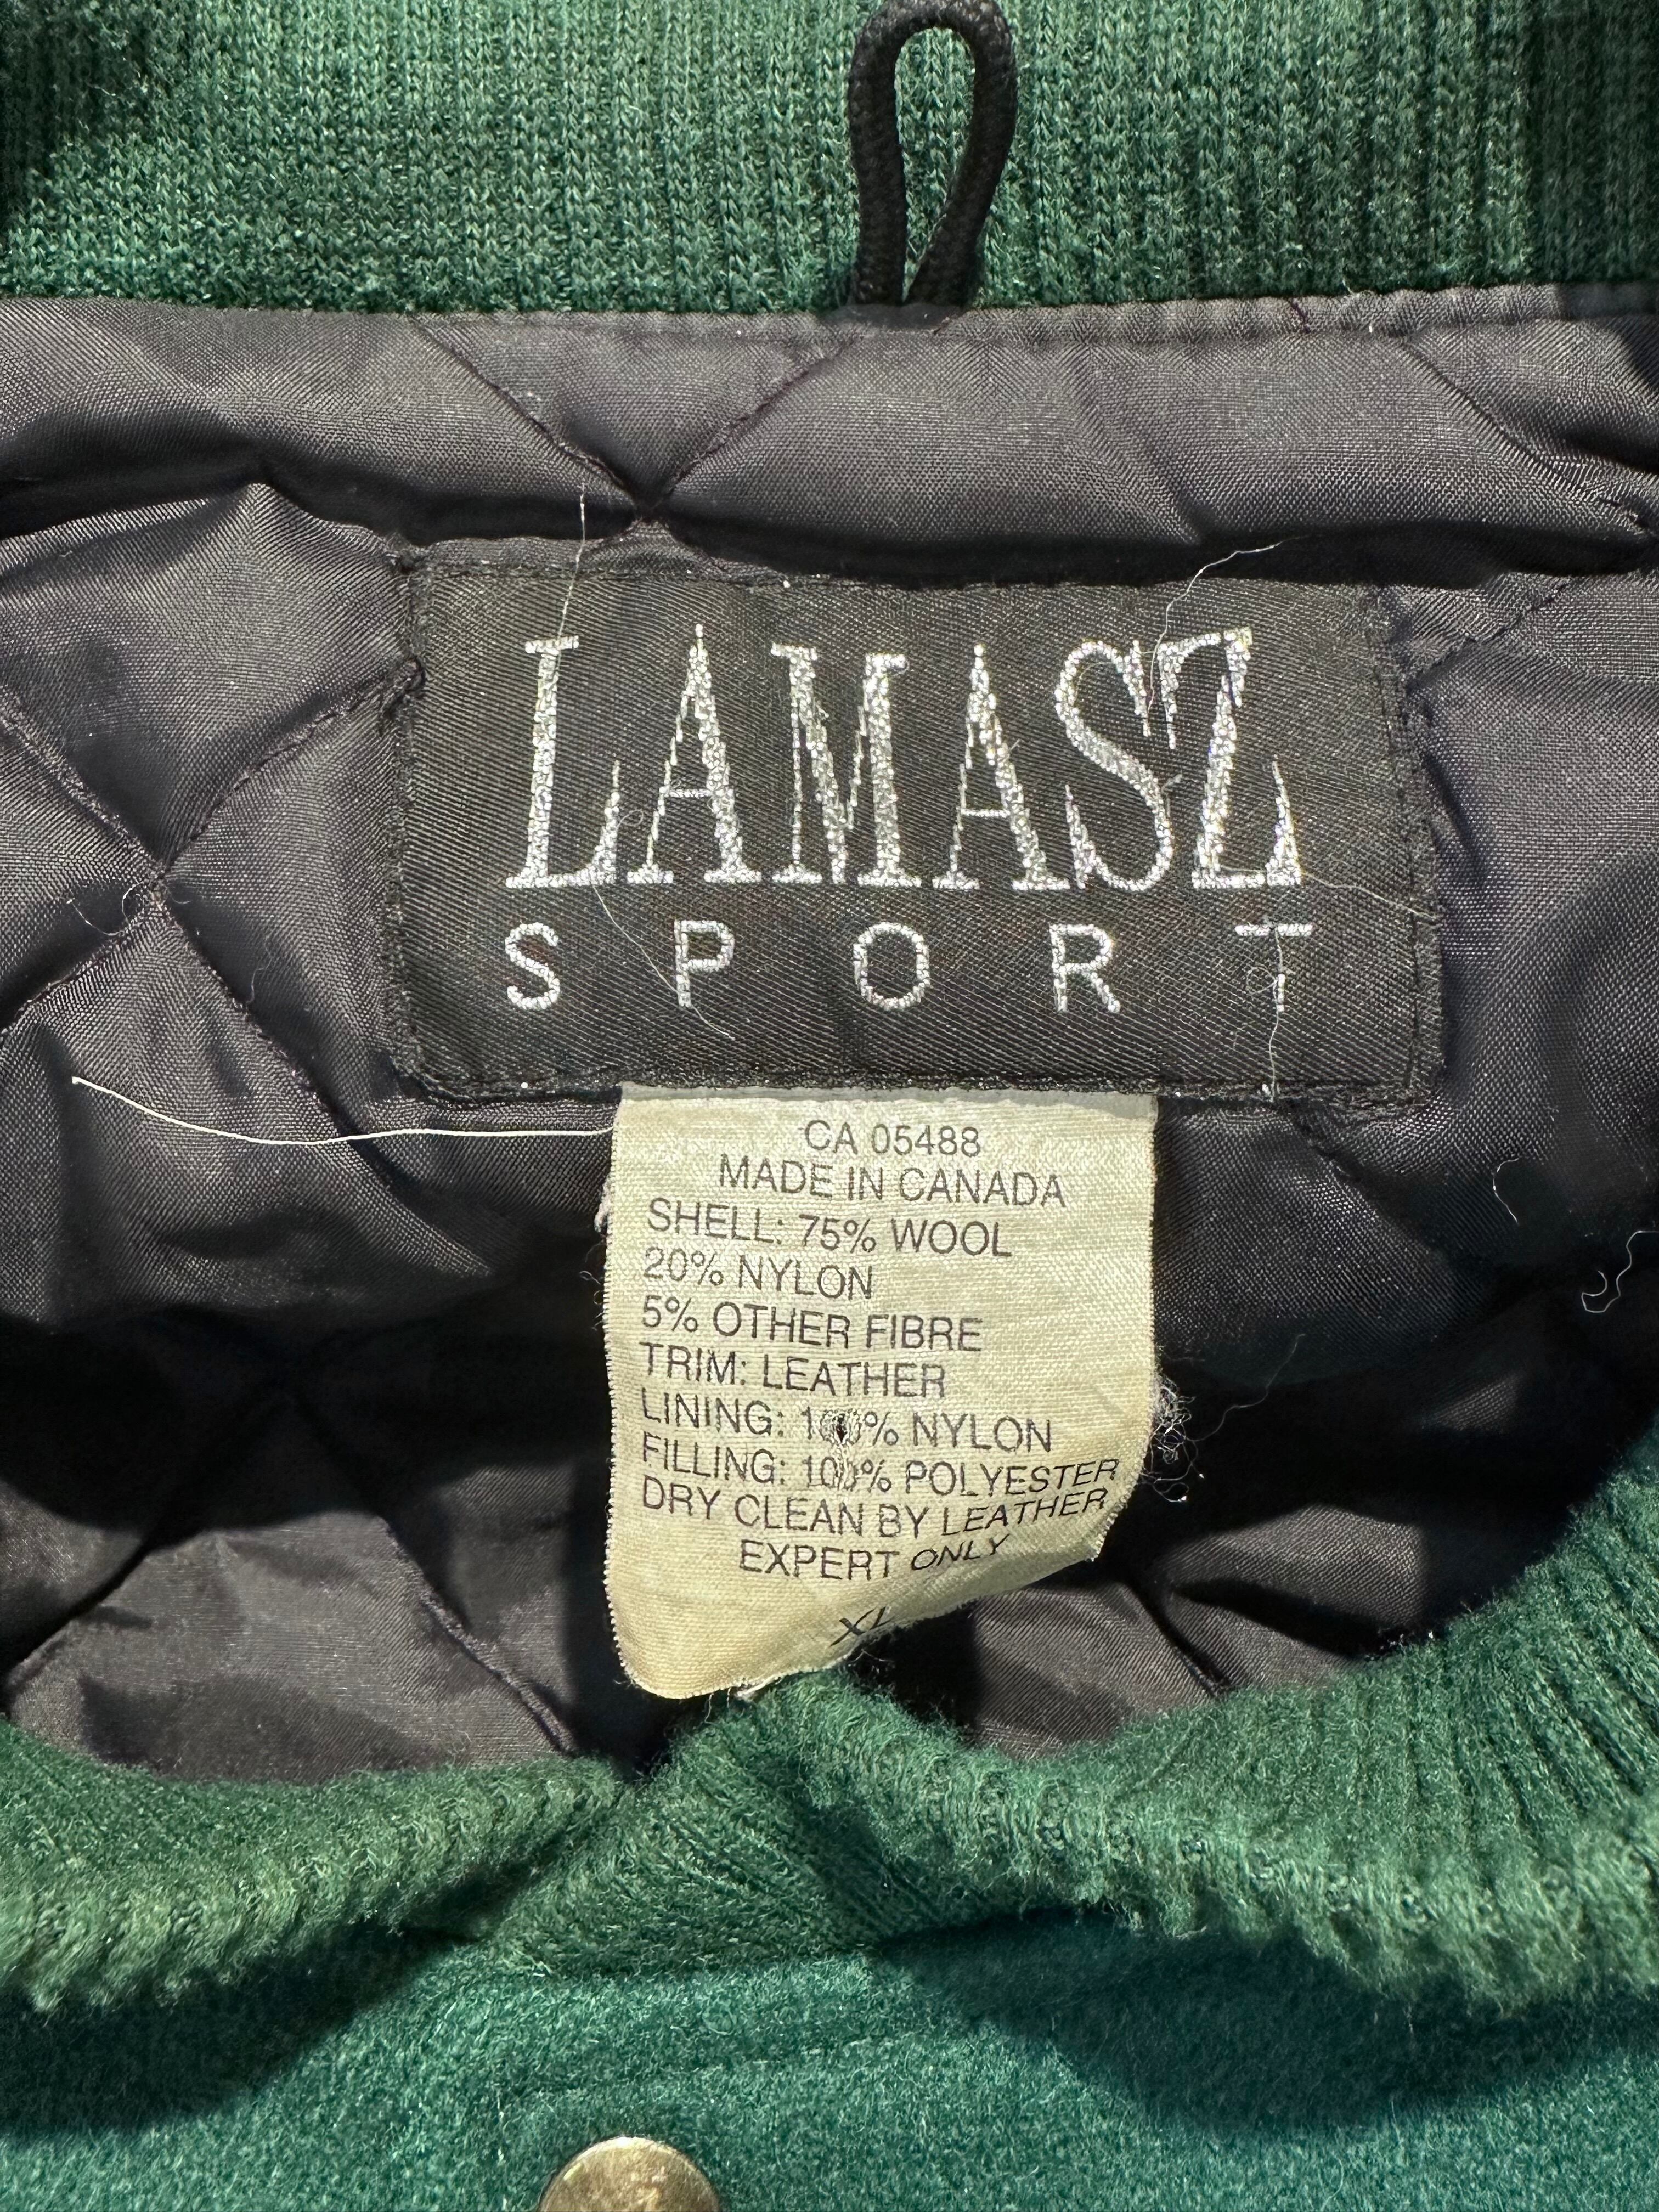 LAMASZ
SPORT
CA 05488
MADE IN CANADA
SHELL: 75% WOOL
20% NYLON
5% OTHER FIBRE
TRIM: LEATHER
LINING: 100% NYLON
FILLING: 100% POLYESTER
DRY CLEAN BY LEATHER
EXPERT ONLY
XL